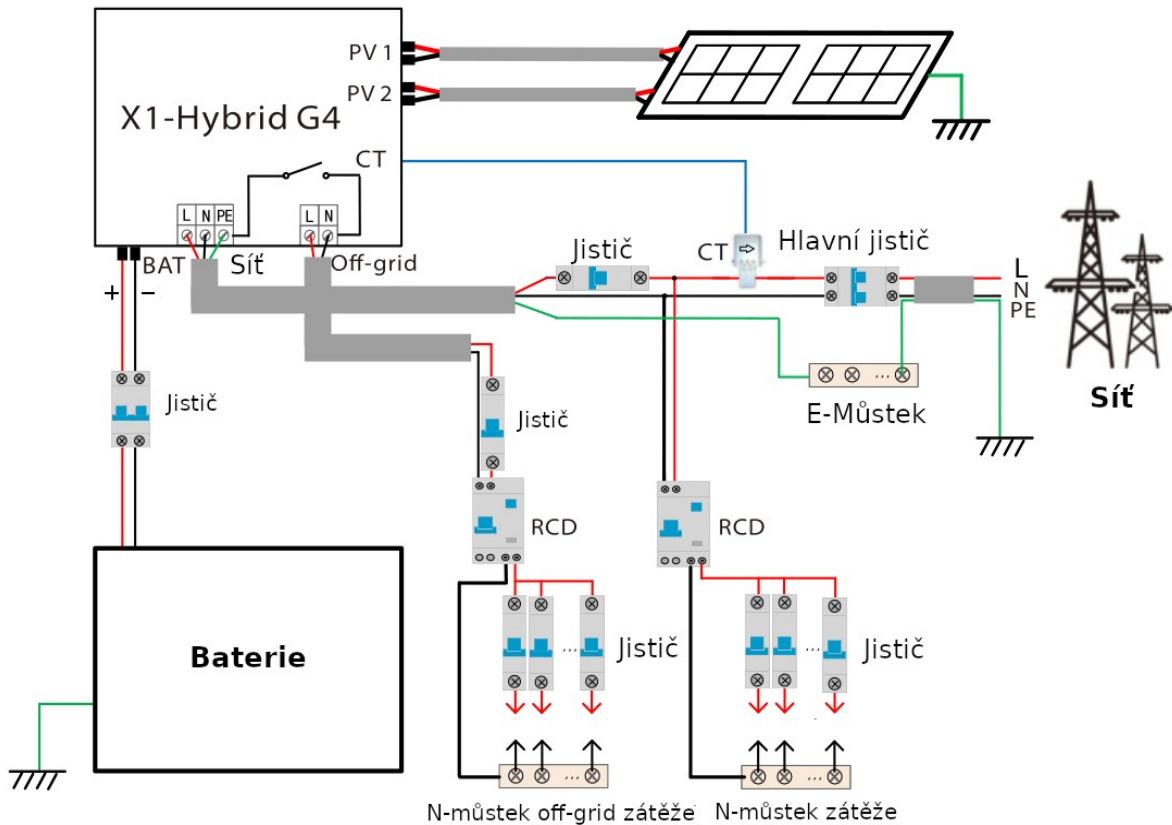 PV 1
PV 2
X1-Hybrid G4
CT
L N PE
L N
BAT
Síť
Off-grid
+ −
Jistič
CT
Hlavní jistič
L
N
PE
... 
E-Můstek
Síť
Jistič
Jistič
RCD
RCD
Baterie
...
Jistič
...
Jistič
...
...
N-můstek off-grid zátěže
N-můstek zátěže